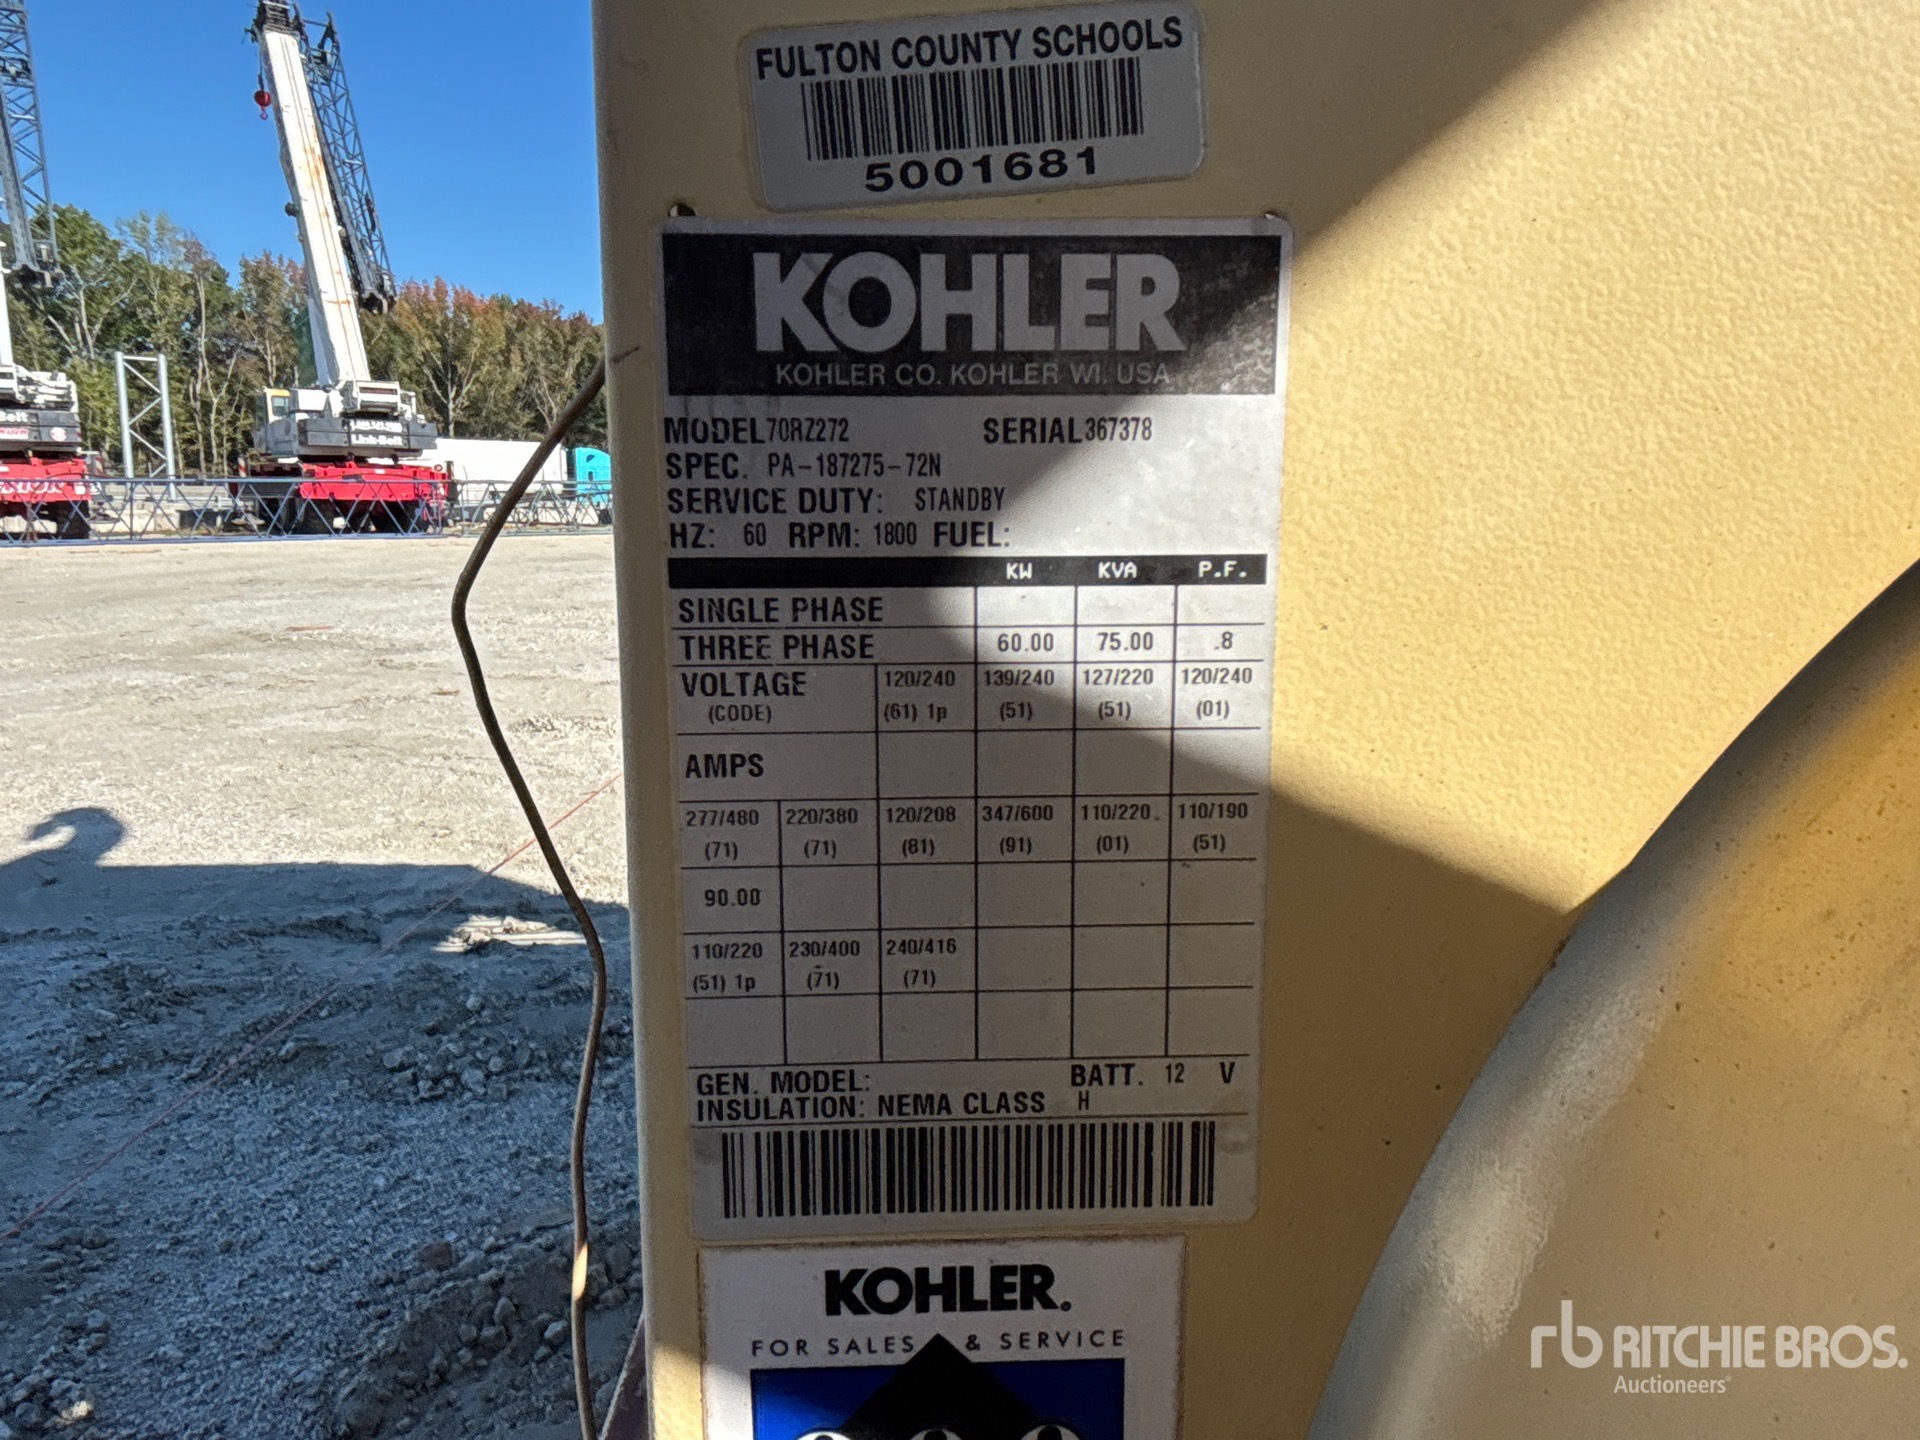 FULTON COUNTY SCHOOLS
5001681
KOHLER
KOHLER CO. KOHLER WI. USA
MODEL 70RZ272 SERIAL 367378
SPEC. PA-187275-72N
SERVICE DUTY: STANDBY
HZ: 60 RPM: 1800 FUEL:
KW KVA P.F.
SINGLE PHASE
THREE PHASE 60.00 75.00 .8
VOLTAGE 120/240 139/240 127/220 120/240
(CODE) (61) 1p (51) (51) (01)
AMPS
277/480 220/380 120/208 347/600 110/220 110/190
(71) (71) (81) (91) (01) (51)
90.00
110/220 230/400 240/416
(51) 1p (71) (71)
GEN. MODEL: BATT. 12 V
INSULATION: NEMA CLASS H
KOHLER.
FOR SALES & SERVICE
Link-Belt
rb RITCHIE BROS.
Auctioneers